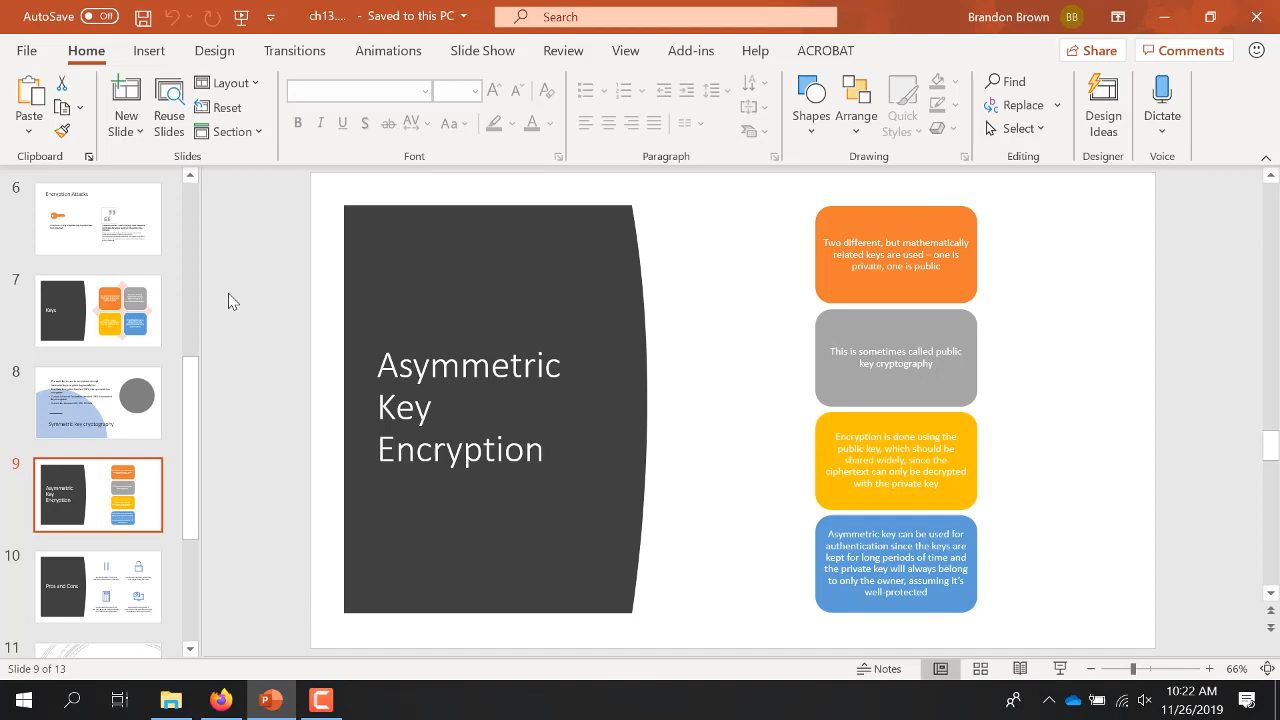 AutoSave Off ch13.... - Saved to this PC Search Brandon Brown BB
File Home Insert Design Transitions Animations Slide Show Review View Add-ins Help ACROBAT Share Comments
Paste
New Slide
Reuse Slides
Layout
Reset
Section
B I U S ab AV Aa A
Shapes
Arrange
Quick Styles
Find
Replace
Select
Design Ideas
Dictate
Clipboard Slides Font Paragraph Drawing Editing Designer Voice
6
Encryption Attacks
7
Keys
8
Symmetric key cryptography
9
Asymmetric
Key
Encryption
10
Pros and Cons
11
Asymmetric
Key
Encryption
Two different, but mathematically
related keys are used – one is
private, one is public
This is sometimes called public
key cryptography
Encryption is done using the
public key, which should be
shared widely, since the
ciphertext can only be decrypted
with the private key
Asymmetric key can be used for
authentication since the keys are
kept for long periods of time and
the private key will always belong
to only the owner, assuming it's
well-protected
Slide 9 of 13 Notes 66%
10:22 AM
11/26/2019